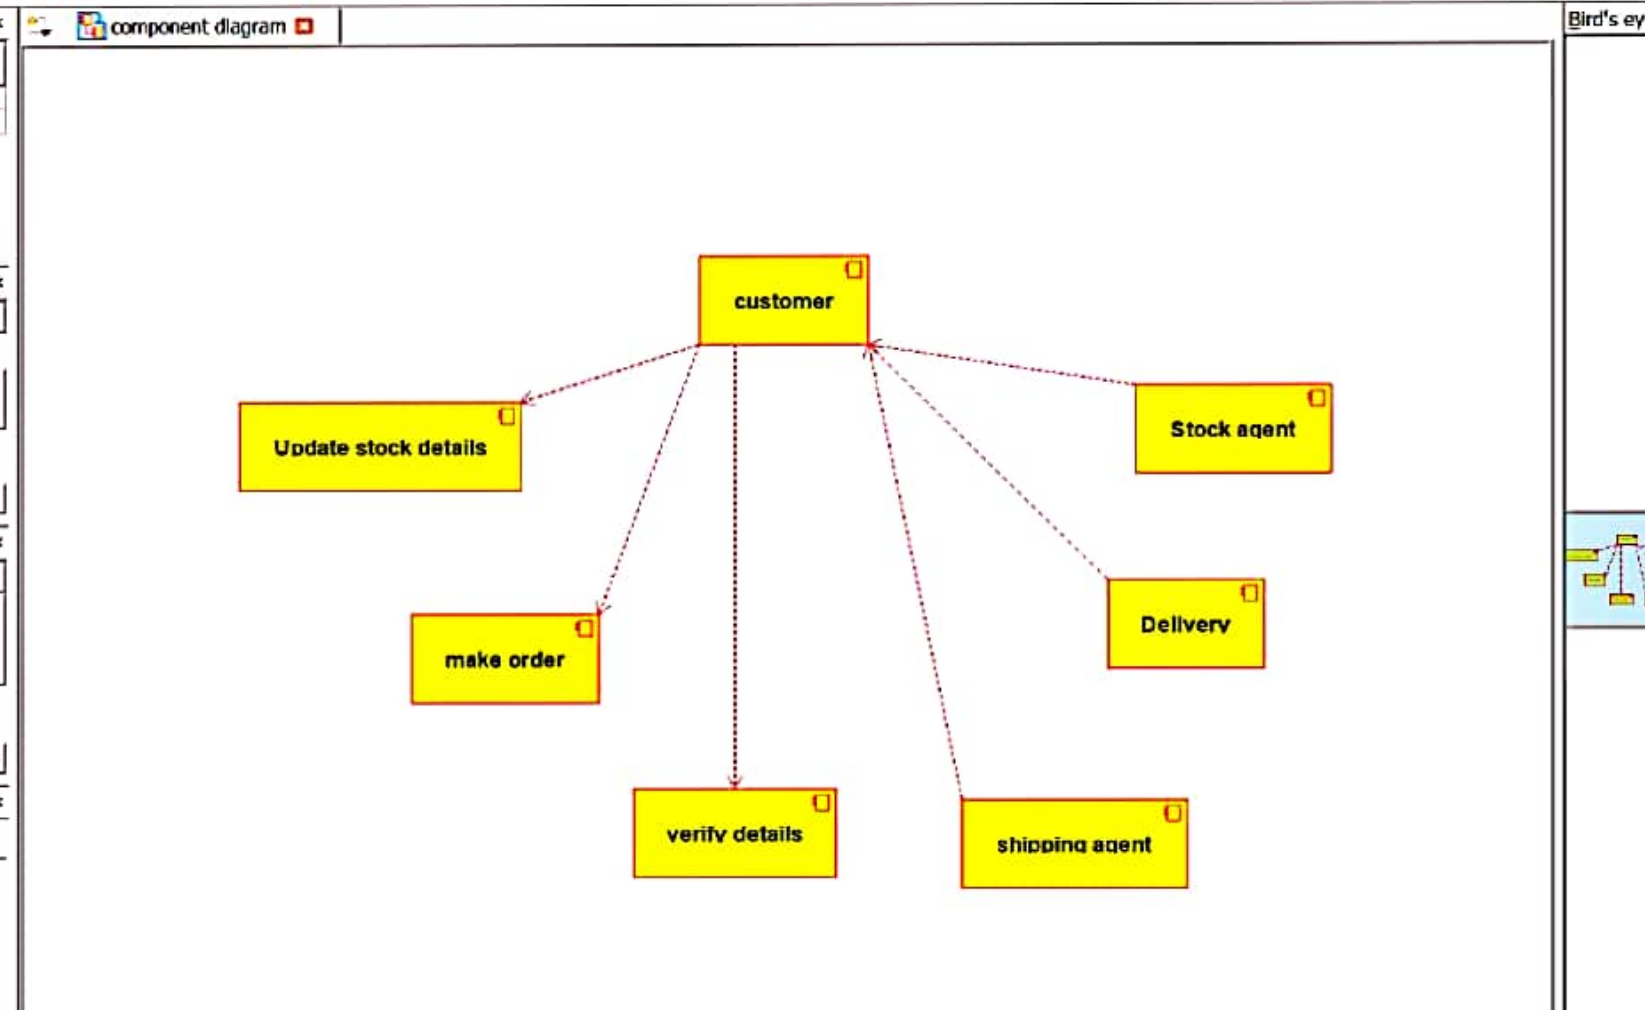 component diagram
Bird's ey
customer
Update stock details
Stock agent
make order
Delivery
verify details
shipping agent